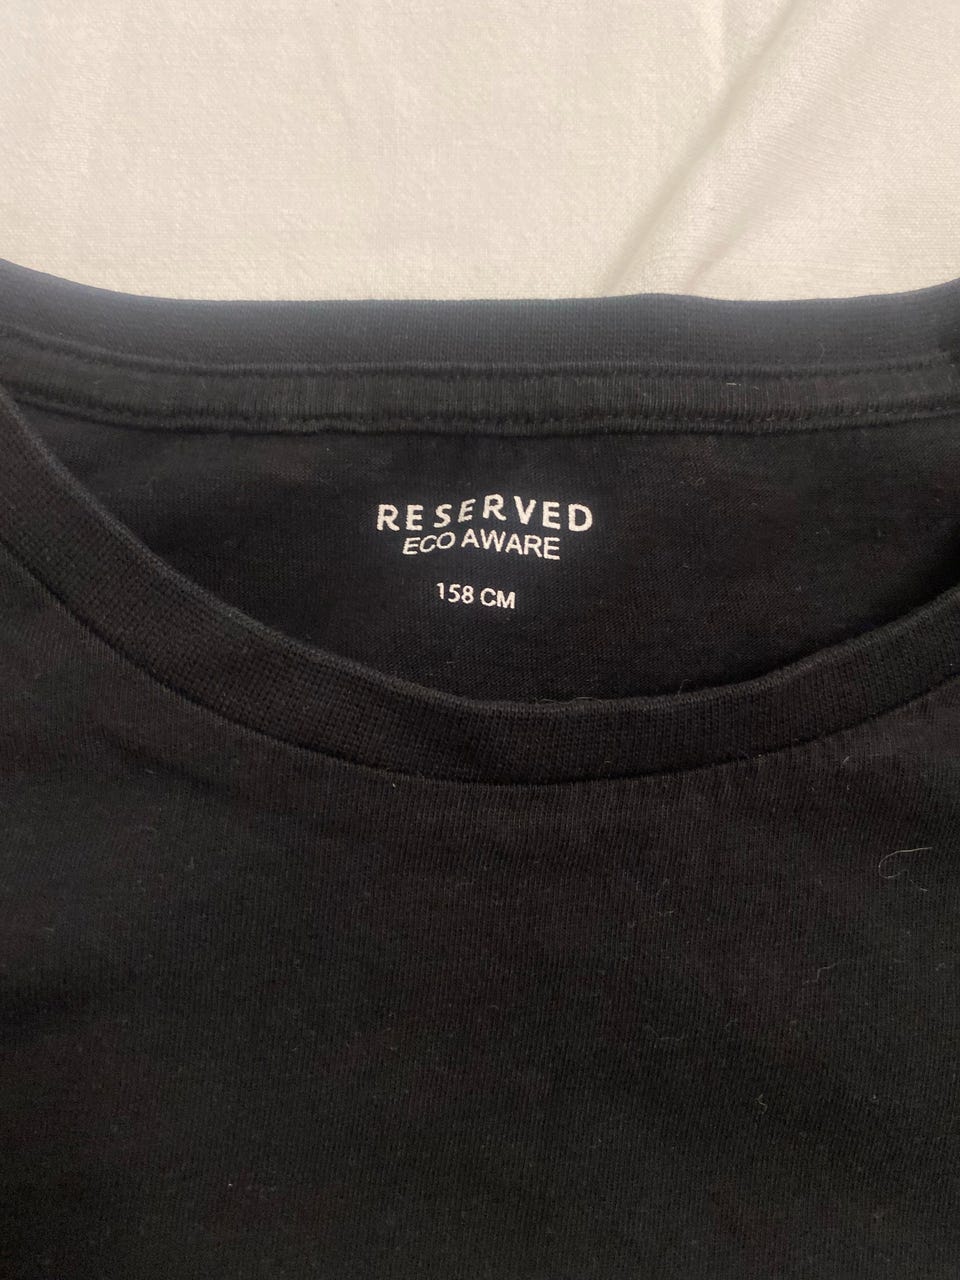 RESERVED
ECO AWARE
158 CM